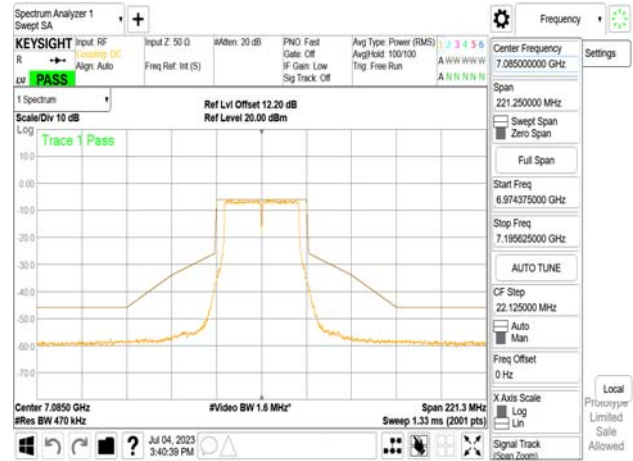 Spectrum Analyzer 1
Swept SA
+
Frequency
KEYSIGHT
R
LU PASS
Input: RF
Coupling: DC
Align: Auto
Input Z: 50 Ω
Freq Ref: Int (S)
#Atten: 20 dB
PNO: Fast
Gate: Off
IF Gain: Low
Sig Track: Off
Avg Type: Power (RMS)
Avg|Hold: 100/100
Trig: Free Run
1 2 3 4 5 6
A W W W W W
A N N N N N
1 Spectrum
Scale/Div 10 dB
Ref Lvl Offset 12.20 dB
Ref Level 20.00 dBm
Log
Trace 1 Pass
10.0
0.00
-10.0
-20.0
-30.0
-40.0
-50.0
-60.0
-70.0
Center 7.0850 GHz
#Res BW 470 kHz
#Video BW 1.6 MHz*
Span 221.3 MHz
Sweep 1.33 ms (2001 pts)
?
Jul 04, 2023
3:40:39 PM
Center Frequency
7.085000000 GHz
Settings
Span
221.250000 MHz
Swept Span
Zero Span
Full Span
Start Freq
6.974375000 GHz
Stop Freq
7.195625000 GHz
AUTO TUNE
CF Step
22.125000 MHz
Auto
Man
Freq Offset
0 Hz
X Axis Scale
Log
Lin
Signal Track
(Span Zoom)
Local
Prototype
Limited
Sale
Allowed